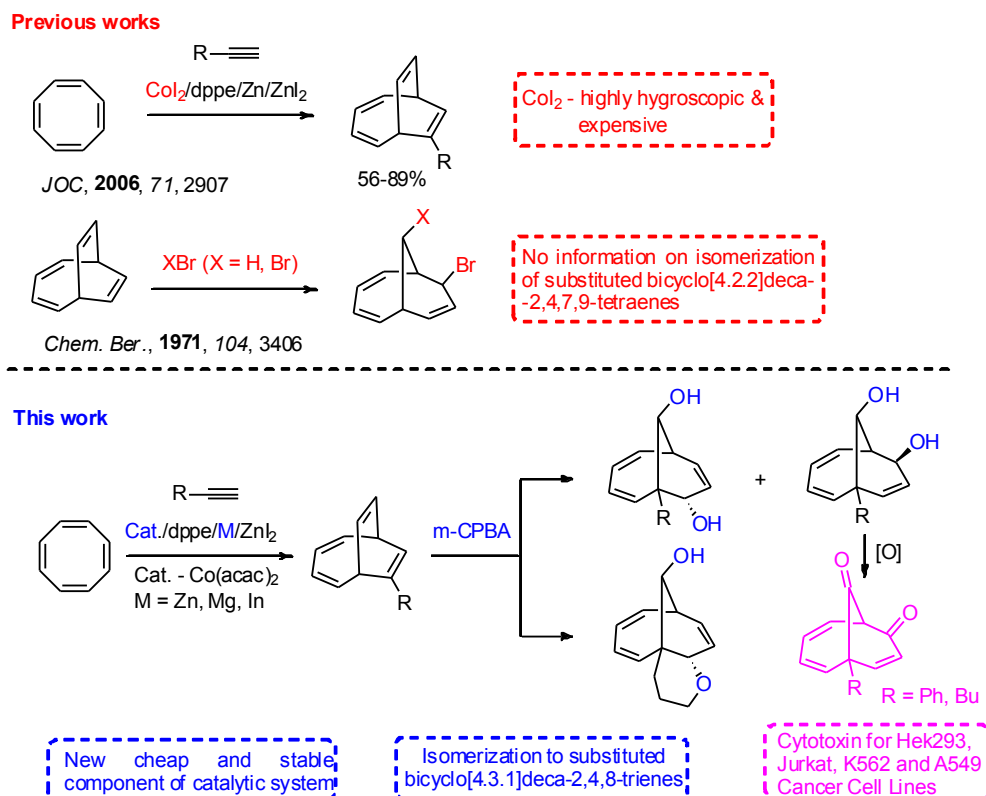 Previous works
R
CoI2/dppe/Zn/ZnI2
R
56-89%
JOC, 2006, 71, 2907
CoI2 - highly hygroscopic &
expensive
XBr (X = H, Br)
X
Br
Chem. Ber., 1971, 104, 3406
No information on isomerization
of substituted bicyclo[4.2.2]deca-
-2,4,7,9-tetraenes
This work
R
Cat./dppe/M/ZnI2
Cat. - Co(acac)2
M = Zn, Mg, In
R
m-CPBA
OH
R
OH
+
OH
OH
R
[O]
OH
O
O
O
R
R = Ph, Bu
New cheap and stable
component of catalytic system
Isomerization to substituted
bicyclo[4.3.1]deca-2,4,8-trienes
Cytotoxin for Hek293,
Jurkat, K562 and A549
Cancer Cell Lines